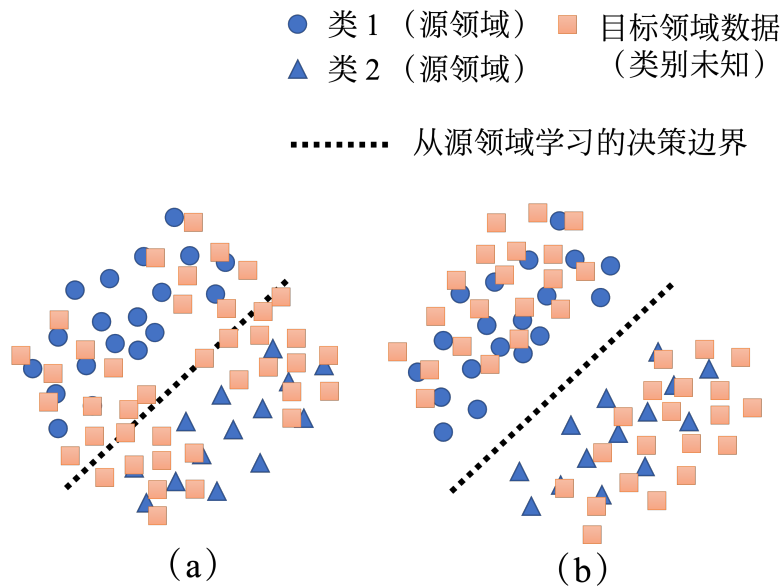 类1（源领域）
类2（源领域）
目标领域数据
（类别未知）
从源领域学习的决策边界
（a）
（b）